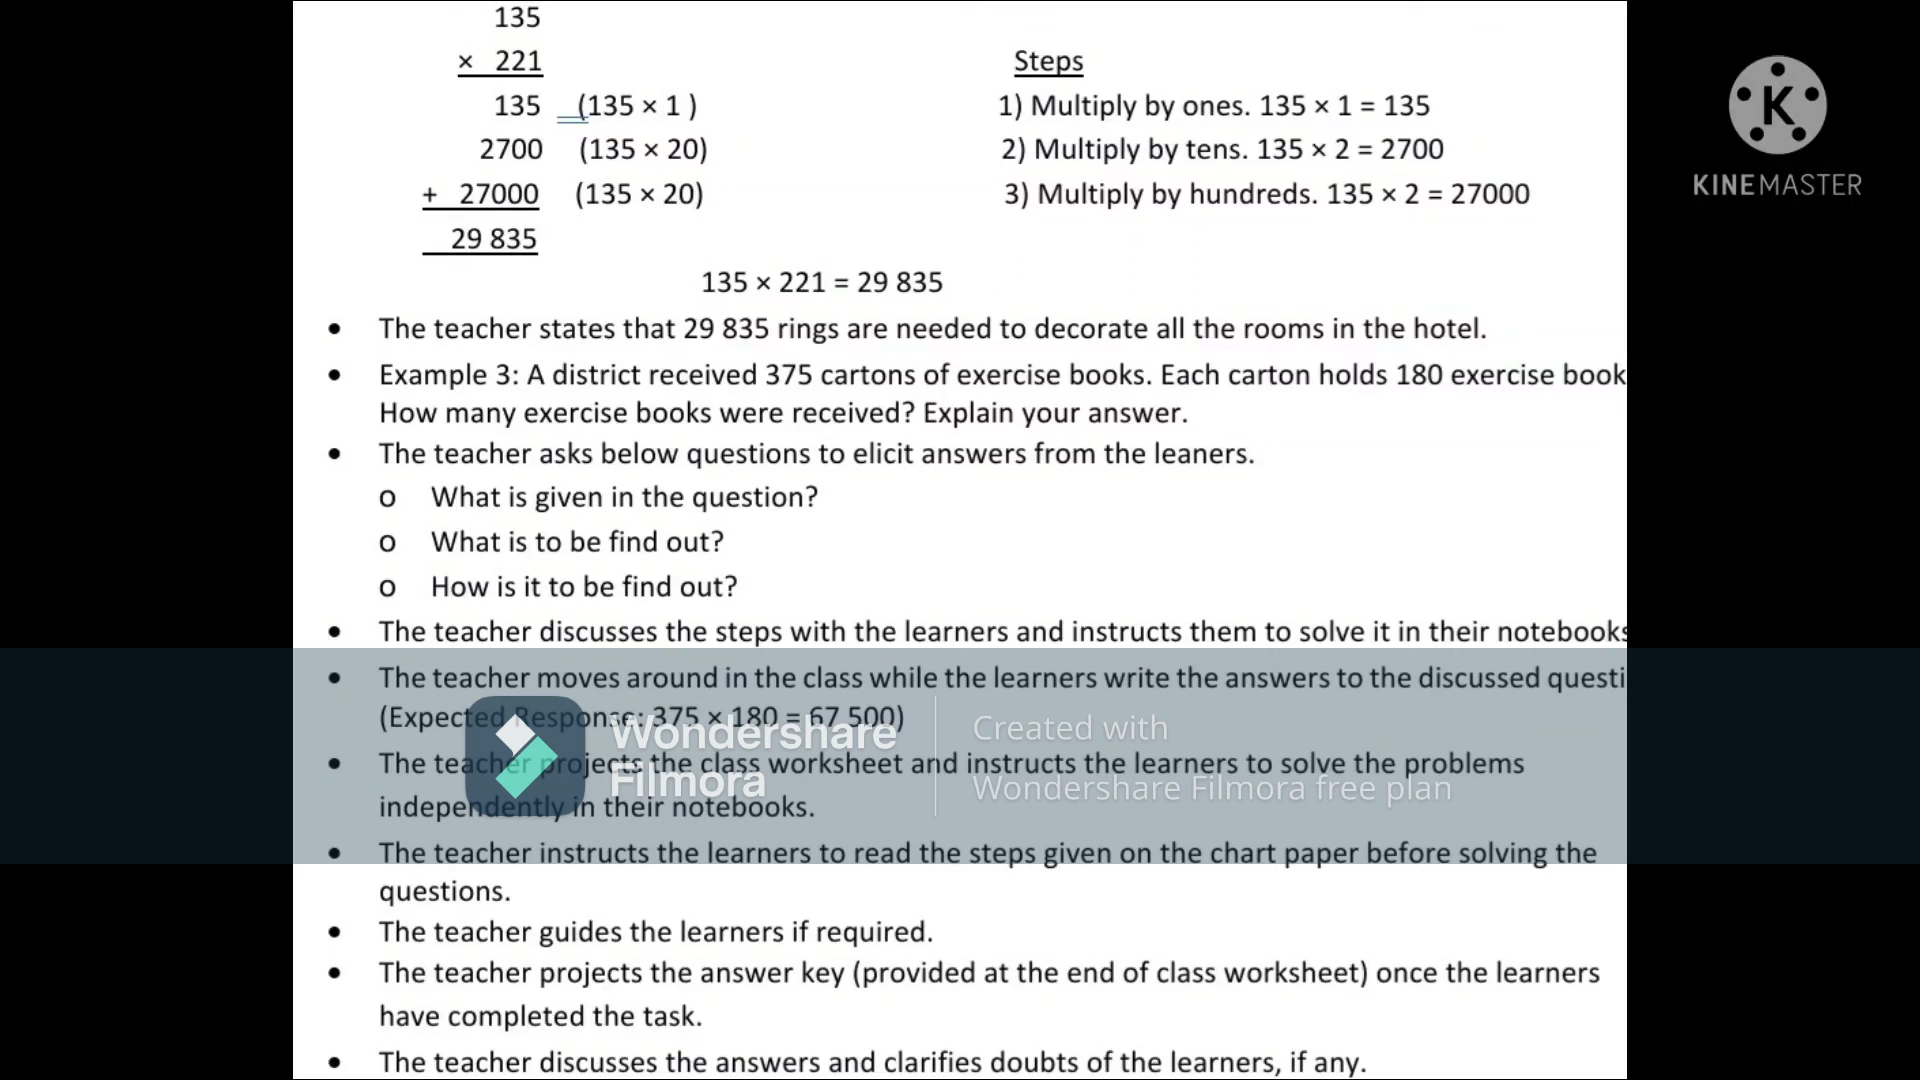 135
× 221 Steps
135 (135 × 1 ) 1) Multiply by ones. 135 × 1 = 135
2700 (135 × 20) 2) Multiply by tens. 135 × 2 = 2700
+ 27000 (135 × 20) 3) Multiply by hundreds. 135 × 2 = 27000
29 835
135 × 221 = 29 835
• The teacher states that 29 835 rings are needed to decorate all the rooms in the hotel.
• Example 3: A district received 375 cartons of exercise books. Each carton holds 180 exercise book
How many exercise books were received? Explain your answer.
• The teacher asks below questions to elicit answers from the leaners.
o What is given in the question?
o What is to be find out?
o How is it to be find out?
• The teacher discusses the steps with the learners and instructs them to solve it in their notebooks
• The teacher moves around in the class while the learners write the answers to the discussed questi
(Expected Response: 375 × 180 = 67 500)
• The teacher projects the class worksheet and instructs the learners to solve the problems
independently in their notebooks.
• The teacher instructs the learners to read the steps given on the chart paper before solving the
questions.
• The teacher guides the learners if required.
• The teacher projects the answer key (provided at the end of class worksheet) once the learners
have completed the task.
• The teacher discusses the answers and clarifies doubts of the learners, if any.
K
KINEMASTER
Wondershare
Filmora
Created with
Wondershare Filmora free plan